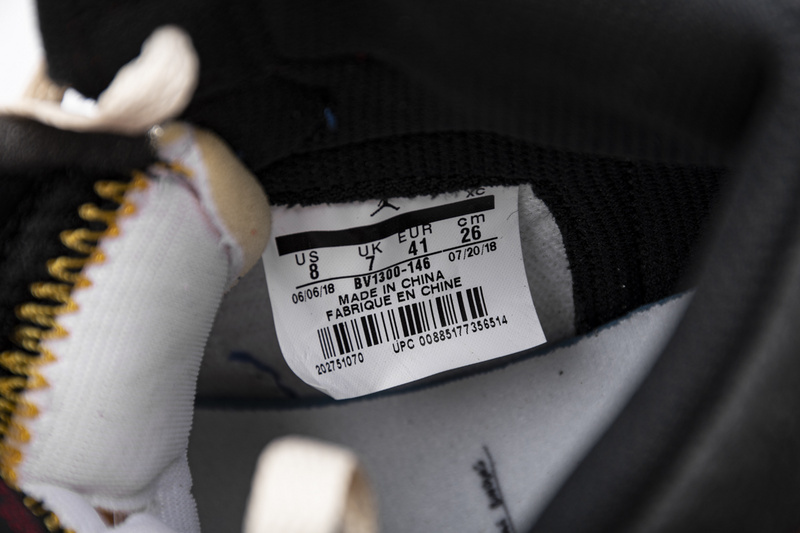 XC
US UK EUR cm
8 7 41 26
06/06/18 BV1300-146 07/20/18
MADE IN CHINA
FABRIQUE EN CHINE
202751070 UPC 00885177356514